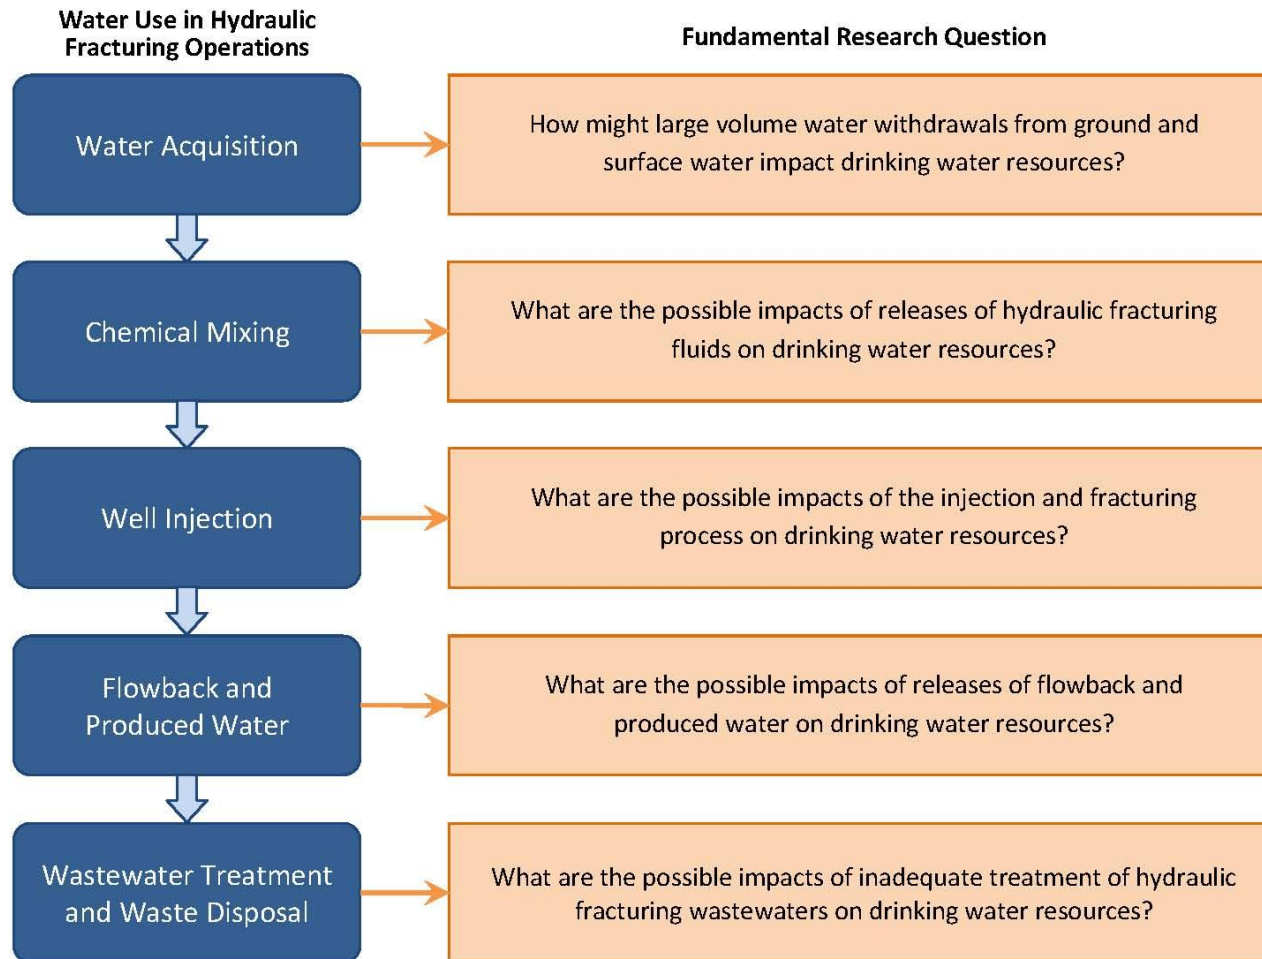 Water Use in Hydraulic
Fracturing Operations
Fundamental Research Question
Water Acquisition
How might large volume water withdrawals from ground and
surface water impact drinking water resources?
Chemical Mixing
What are the possible impacts of releases of hydraulic fracturing
fluids on drinking water resources?
Well Injection
What are the possible impacts of the injection and fracturing
process on drinking water resources?
Flowback and
Produced Water
What are the possible impacts of releases of flowback and
produced water on drinking water resources?
Wastewater Treatment
and Waste Disposal
What are the possible impacts of inadequate treatment of hydraulic
fracturing wastewaters on drinking water resources?